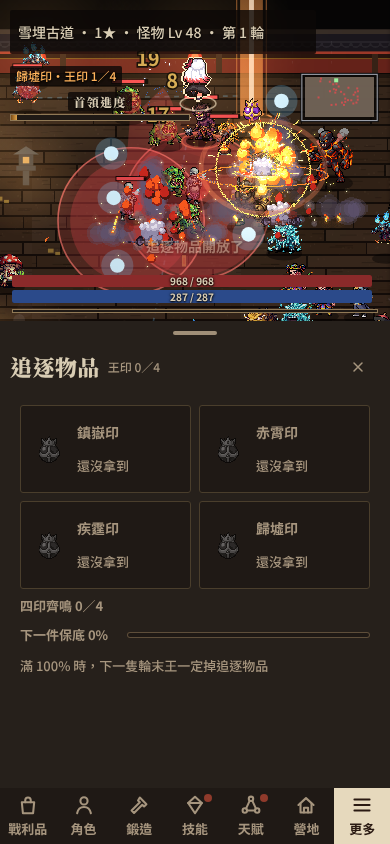 雪埋古道 • 1★ • 怪物 Lv 48 • 第 1 輪
19
歸墟印・王印 1／4
8
首領進度
17
追逐物品開放了
968 / 968
287 / 287
追逐物品 王印 0／4 ×
鎮嶽印
還沒拿到
赤霄印
還沒拿到
疾霆印
還沒拿到
歸墟印
還沒拿到
四印齊鳴 0／4
下一件保底 0%
滿 100% 時，下一隻輪末王一定掉追逐物品
戰利品 角色 鍛造 技能 天賦 營地 更多